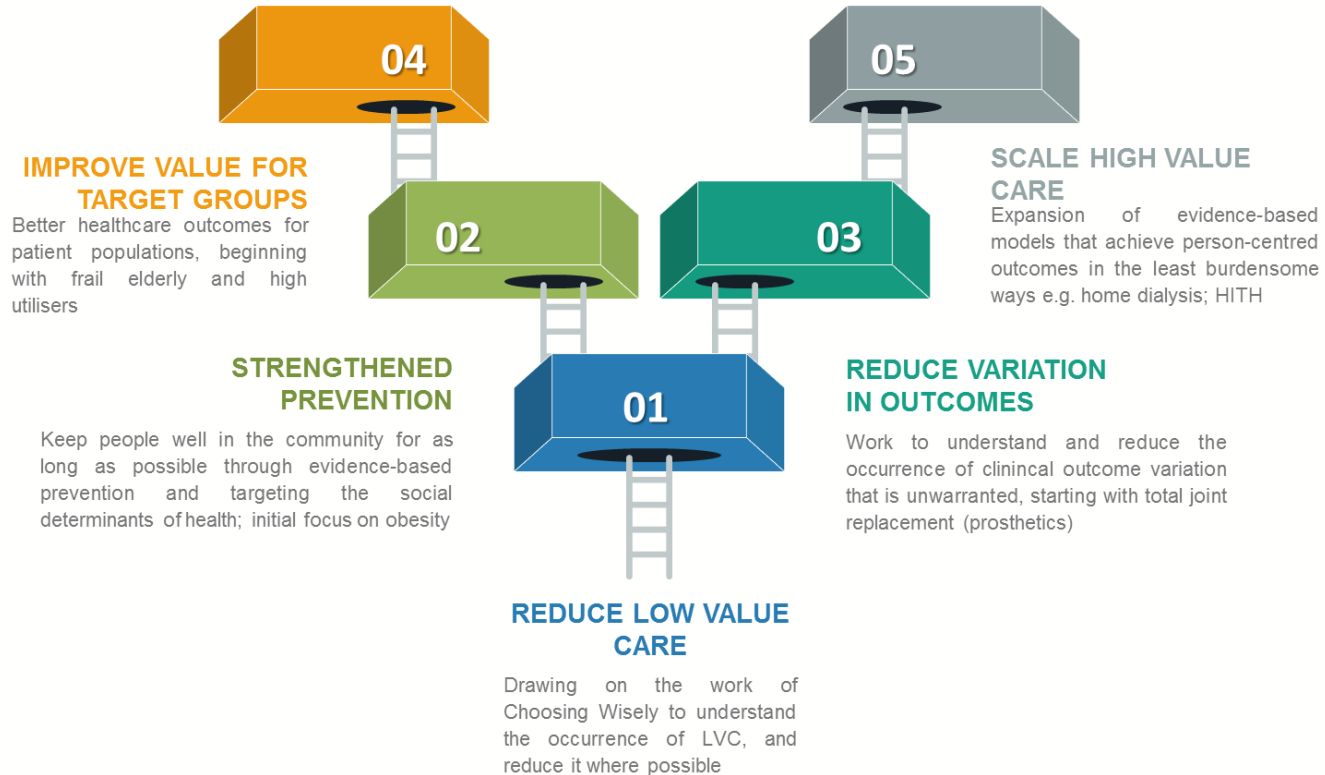 04
05
IMPROVE VALUE FOR
TARGET GROUPS
Better healthcare outcomes for
patient populations, beginning
with frail elderly and high
utilisers
SCALE HIGH VALUE
CARE
Expansion of evidence-based
models that achieve person-centred
outcomes in the least burdensome
ways e.g. home dialysis; HITH
02
03
STRENGTHENED
PREVENTION
Keep people well in the community for as
long as possible through evidence-based
prevention and targeting the social
determinants of health; initial focus on obesity
01
REDUCE VARIATION
IN OUTCOMES
Work to understand and reduce the
occurrence of clinincal outcome variation
that is unwarranted, starting with total joint
replacement (prosthetics)
REDUCE LOW VALUE
CARE
Drawing on the work of
Choosing Wisely to understand
the occurrence of LVC, and
reduce it where possible